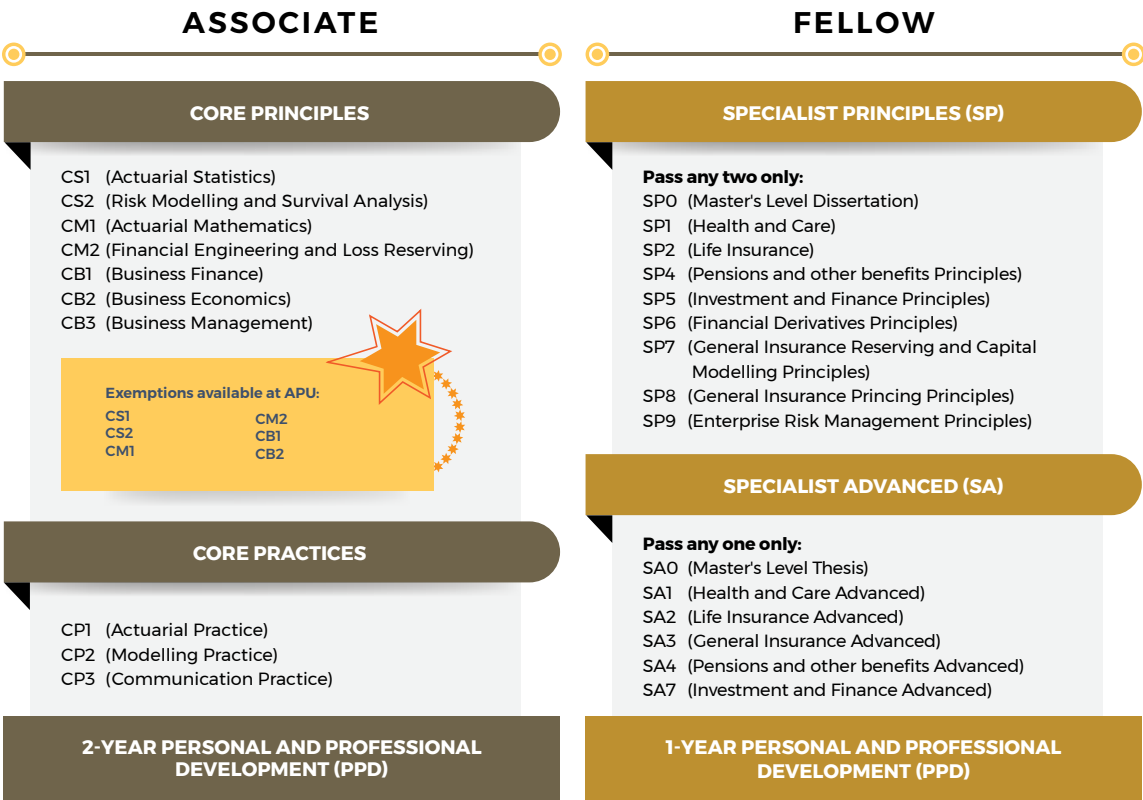 ASSOCIATE
CORE PRINCIPLES
CS1 (Actuarial Statistics)
CS2 (Risk Modelling and Survival Analysis)
CM1 (Actuarial Mathematics)
CM2 (Financial Engineering and Loss Reserving)
CB1 (Business Finance)
CB2 (Business Economics)
CB3 (Business Management)
Exemptions available at APU:
CS1
CS2
CM1
CM2
CB1
CB2
CORE PRACTICES
CP1 (Actuarial Practice)
CP2 (Modelling Practice)
CP3 (Communication Practice)
2-YEAR PERSONAL AND PROFESSIONAL
DEVELOPMENT (PPD)
FELLOW
SPECIALIST PRINCIPLES (SP)
Pass any two only:
SP0 (Master's Level Dissertation)
SP1 (Health and Care)
SP2 (Life Insurance)
SP4 (Pensions and other benefits Principles)
SP5 (Investment and Finance Principles)
SP6 (Financial Derivatives Principles)
SP7 (General Insurance Reserving and Capital
Modelling Principles)
SP8 (General Insurance Princing Principles)
SP9 (Enterprise Risk Management Principles)
SPECIALIST ADVANCED (SA)
Pass any one only:
SA0 (Master's Level Thesis)
SA1 (Health and Care Advanced)
SA2 (Life Insurance Advanced)
SA3 (General Insurance Advanced)
SA4 (Pensions and other benefits Advanced)
SA7 (Investment and Finance Advanced)
1-YEAR PERSONAL AND PROFESSIONAL
DEVELOPMENT (PPD)